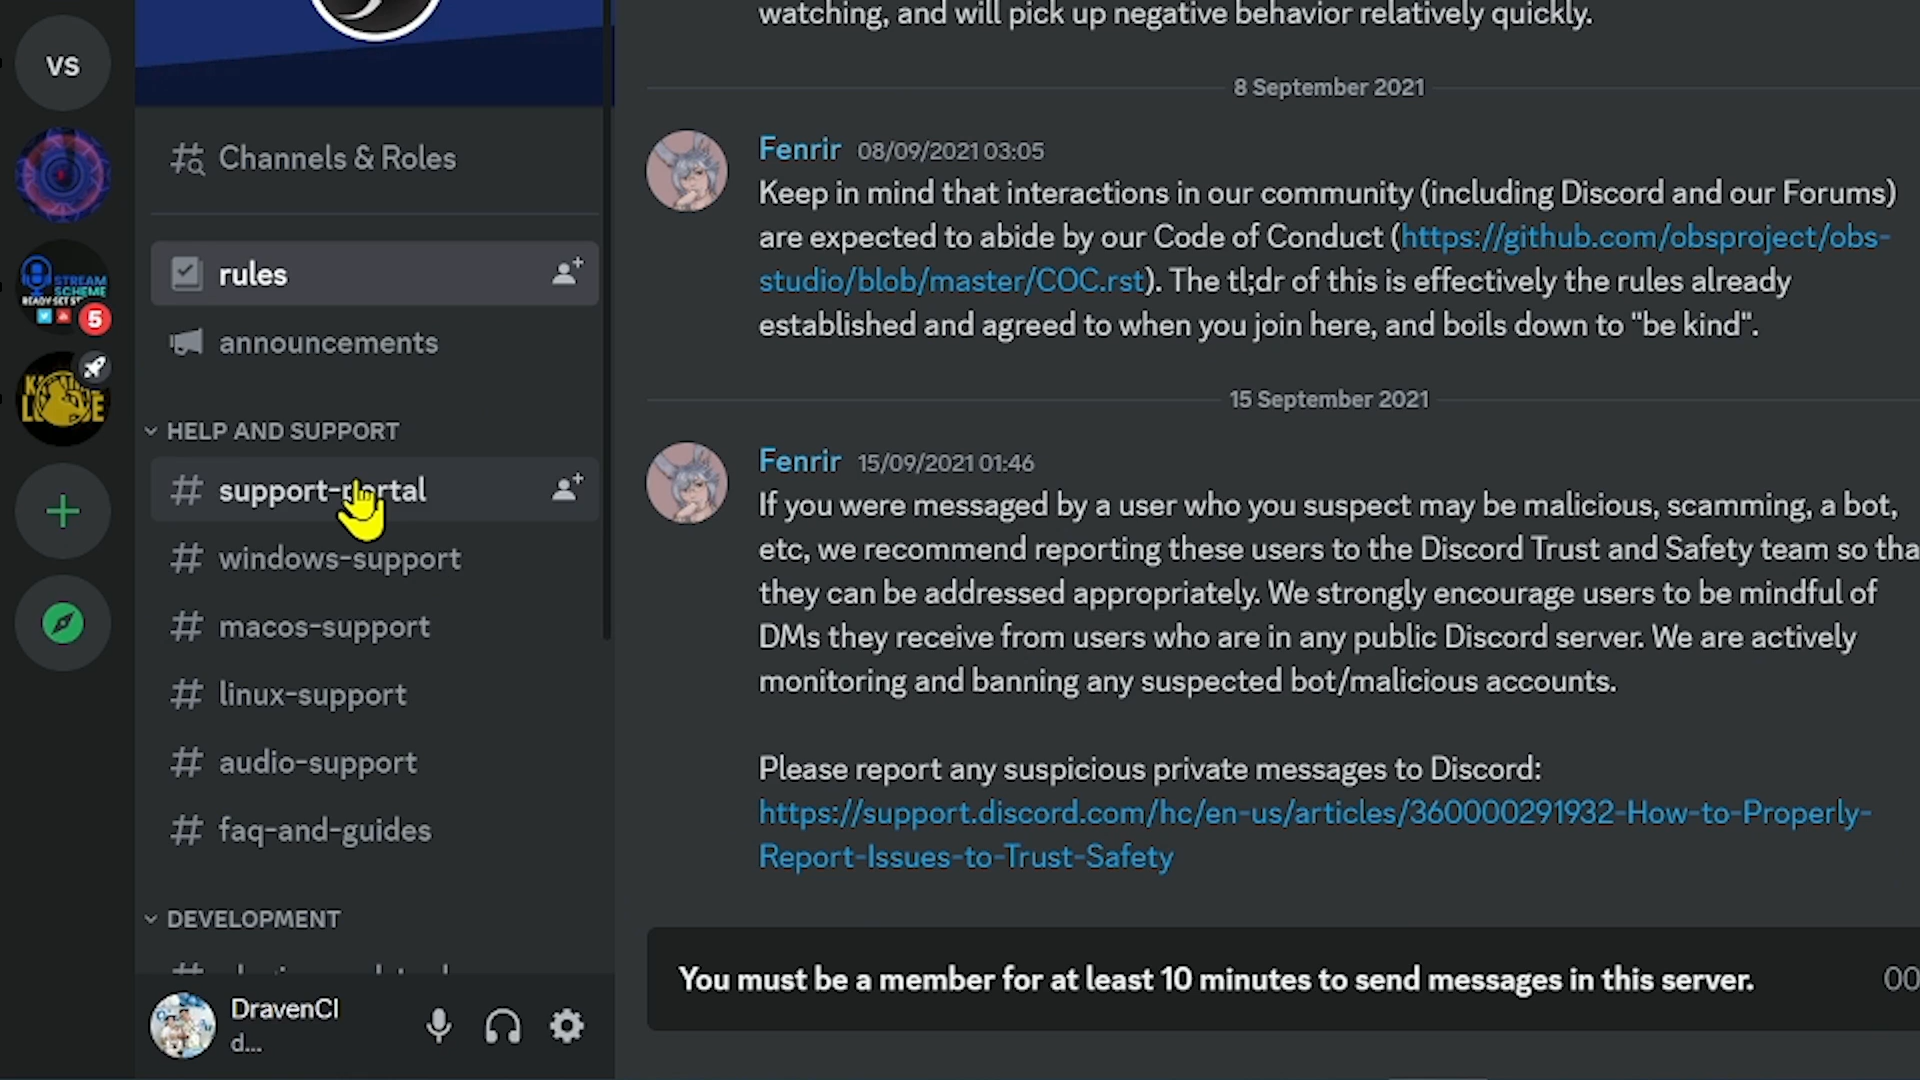 VS
STREAM
SCHEME
5
Channels & Roles
rules
announcements
HELP AND SUPPORT
support-portal
windows-support
macos-support
linux-support
audio-support
faq-and-guides
DEVELOPMENT
DravenCl
d...
watching, and will pick up negative behavior relatively quickly.
8 September 2021
Fenrir 08/09/2021 03:05
Keep in mind that interactions in our community (including Discord and our Forums)
are expected to abide by our Code of Conduct (https://github.com/obsproject/obs-
studio/blob/master/COC.rst). The tl;dr of this is effectively the rules already
established and agreed to when you join here, and boils down to "be kind".
15 September 2021
Fenrir 15/09/2021 01:46
If you were messaged by a user who you suspect may be malicious, scamming, a bot,
etc, we recommend reporting these users to the Discord Trust and Safety team so tha
they can be addressed appropriately. We strongly encourage users to be mindful of
DMs they receive from users who are in any public Discord server. We are actively
monitoring and banning any suspected bot/malicious accounts.
Please report any suspicious private messages to Discord:
https://support.discord.com/hc/en-us/articles/360000291932-How-to-Properly-
Report-Issues-to-Trust-Safety
You must be a member for at least 10 minutes to send messages in this server.
00